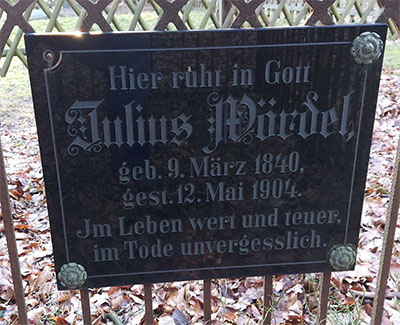 Hier ruht in Gott
Julius Mördel,
geb. 9. März 1840,
gest. 12. Mai 1904.
Jm Leben wert und teuer,
im Tode unvergesslich.